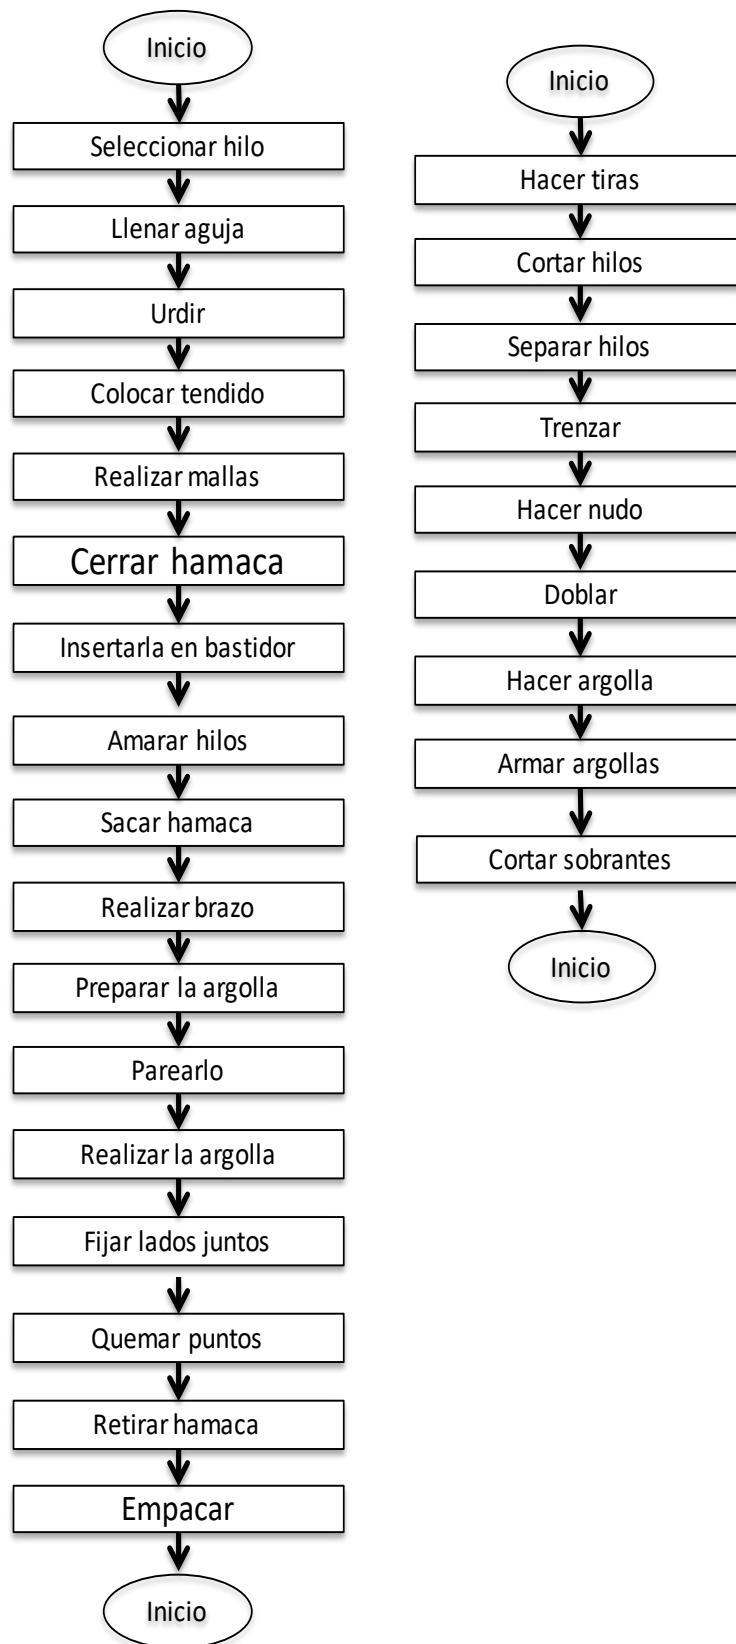 Inicio
Seleccionar hilo
Llenar aguja
Urdir
Colocar tendido
Realizar mallas
Cerrar hamaca
Insertarla en bastidor
Amarar hilos
Sacar hamaca
Realizar brazo
Preparar la argolla
Parearlo
Realizar la argolla
Fijar lados juntos
Quemar puntos
Retirar hamaca
Empacar
Inicio
Inicio
Hacer tiras
Cortar hilos
Separar hilos
Trenzar
Hacer nudo
Doblar
Hacer argolla
Armar argollas
Cortar sobrantes
Inicio